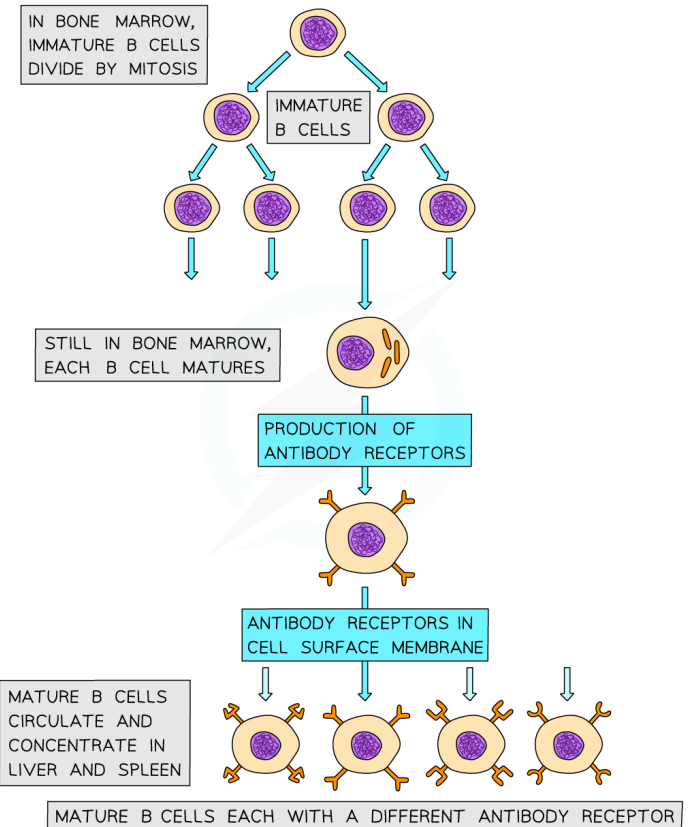 IN BONE MARROW,
IMMATURE B CELLS
DIVIDE BY MITOSIS
IMMATURE
B CELLS
STILL IN BONE MARROW,
EACH B CELL MATURES
PRODUCTION OF
ANTIBODY RECEPTORS
ANTIBODY RECEPTORS IN
CELL SURFACE MEMBRANE
MATURE B CELLS
CIRCULATE AND
CONCENTRATE IN
LIVER AND SPLEEN
MATURE B CELLS EACH WITH A DIFFERENT ANTIBODY RECEPTOR